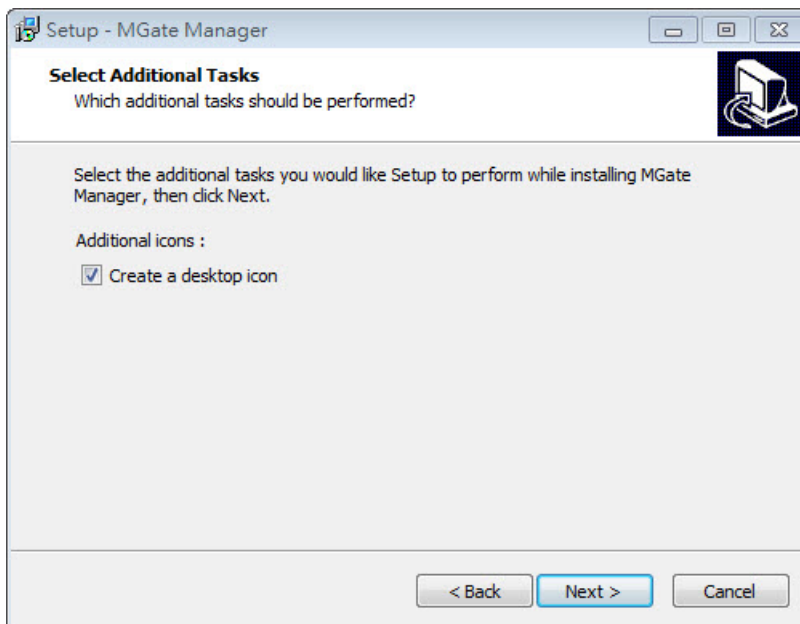 Setup - MGate Manager
Select Additional Tasks
Which additional tasks should be performed?
Select the additional tasks you would like Setup to perform while installing MGate
Manager, then click Next.
Additional icons :
Create a desktop icon
< Back
Next >
Cancel